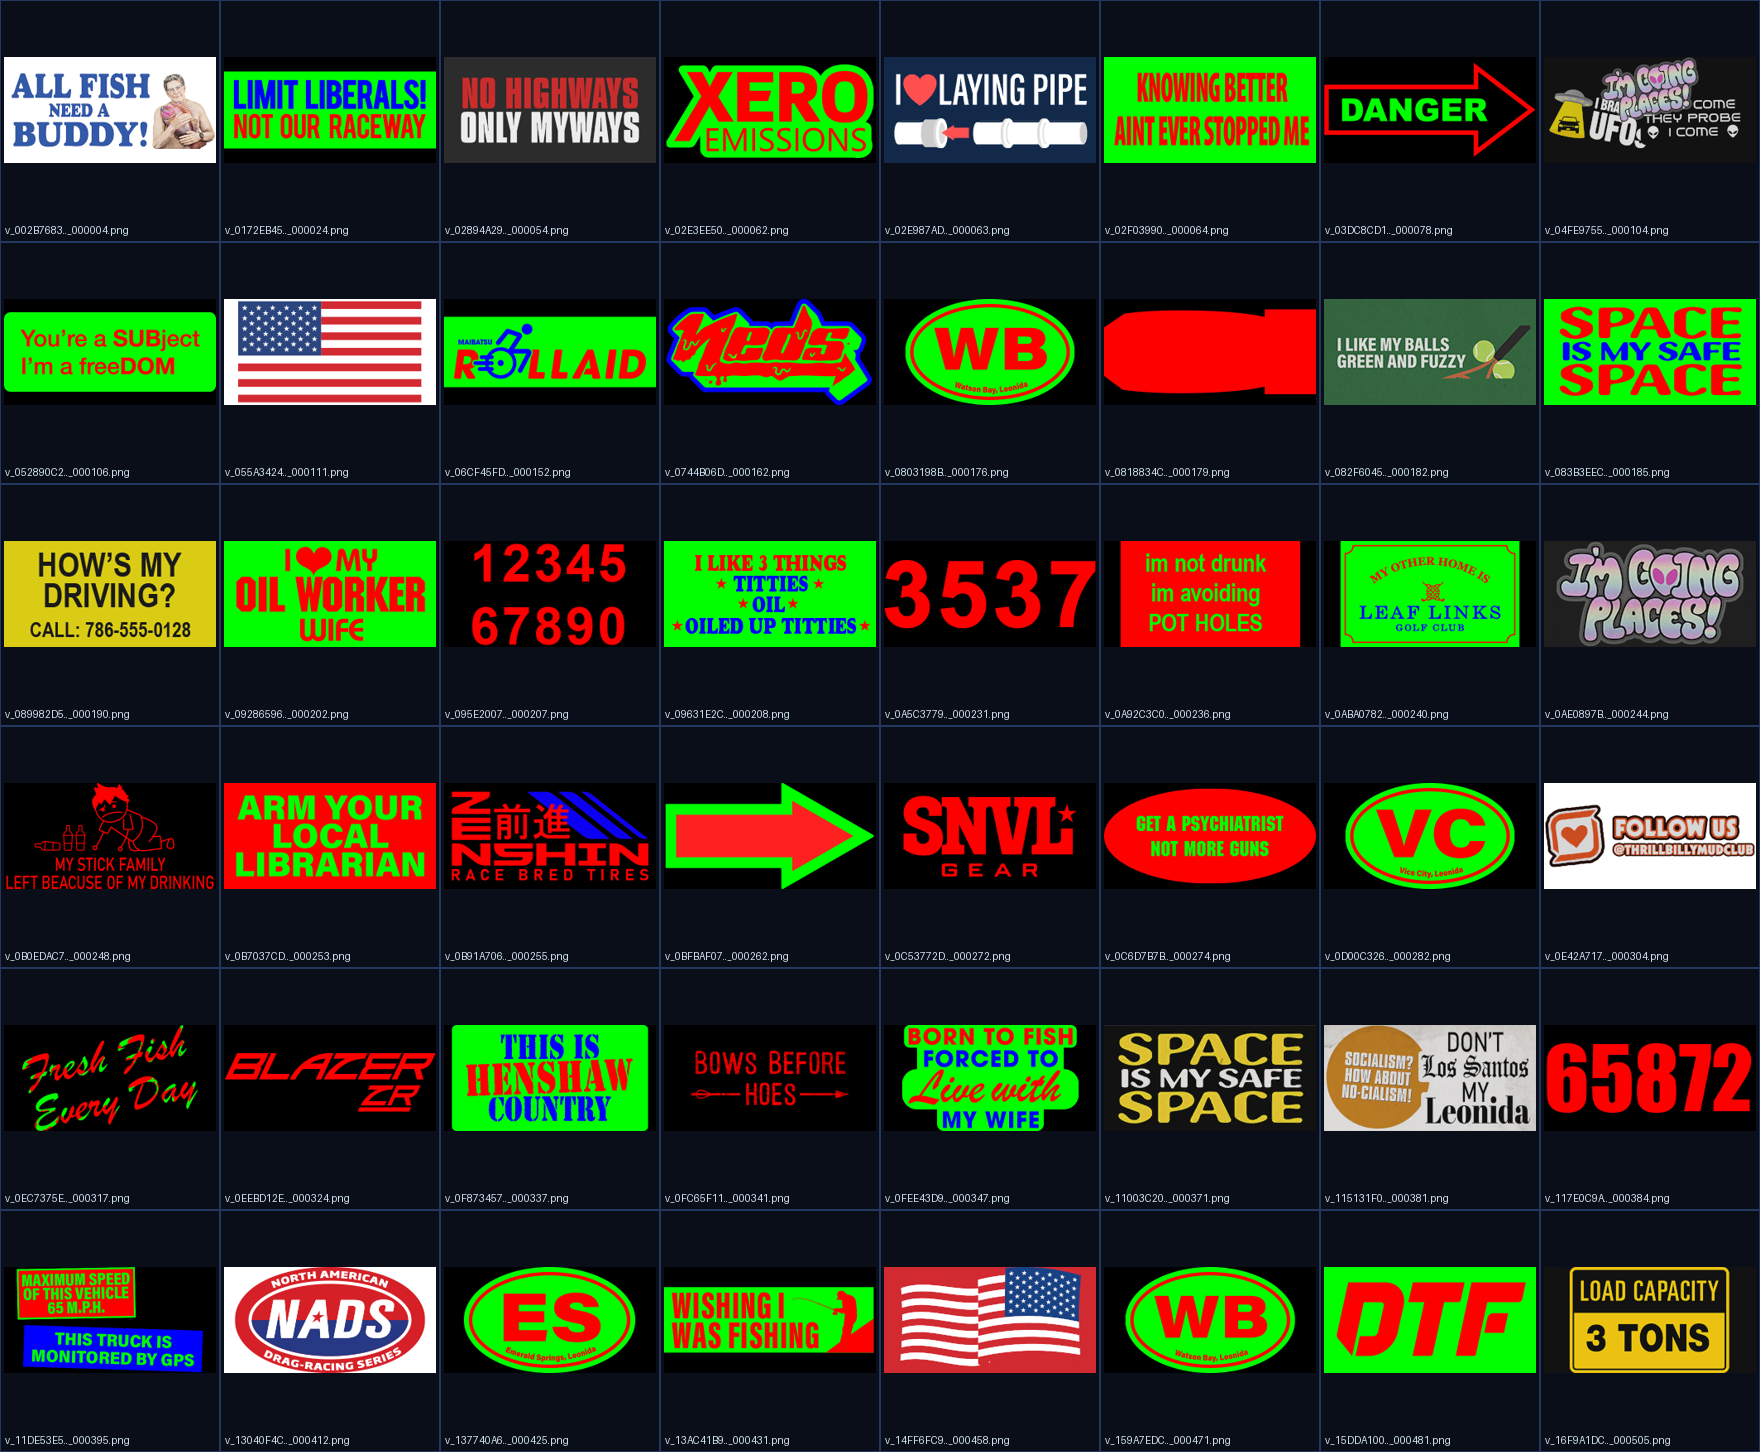 ALL FISH
NEED A
BUDDY!
v_002B7683.._000004.png
LIMIT LIBERALS!
NOT OUR RACEWAY
v_0172EB45.._000024.png
NO HIGHWAYS
ONLY MYWAYS
v_02894A29.._000054.png
XERO
EMISSIONS
v_02E3EE50.._000062.png
I LAYING PIPE
v_02E987AD.._000063.png
KNOWING BETTER
AINT EVER STOPPED ME
v_02F03990.._000064.png
DANGER
v_03DC8CD1.._000078.png
I'M GOING
PLACES!
I BRA
UFO
COME
THEY PROBE
I COME
v_04FE9755.._000104.png
You're a SUBject
I'm a freeDOM
v_052890C2.._000106.png
v_055A3424.._000111.png
MAIBATSU
ROLLAID
v_06CF45FD.._000152.png
Neds
v_0744B06D.._000162.png
WB
Watson Bay, Leonida
v_0803198B.._000176.png
v_0818834C.._000179.png
I LIKE MY BALLS
GREEN AND FUZZY
v_082F6045.._000182.png
SPACE
IS MY SAFE
SPACE
v_083B3EEC.._000185.png
HOW'S MY
DRIVING?
CALL: 786-555-0128
v_089982D5.._000190.png
I MY
OIL WORKER
WIFE
v_09286596.._000202.png
12345
67890
v_095E2007.._000207.png
I LIKE 3 THINGS
TITTIES
OIL
OILED UP TITTIES
v_09631E2C.._000208.png
3537
v_0A5C3779.._000231.png
im not drunk
im avoiding
POT HOLES
v_0A92C3C0.._000236.png
MY OTHER HOME IS
LEAF LINKS
GOLF CLUB
v_0ABA0782.._000240.png
I'M GOING
PLACES!
v_0AE0897B.._000244.png
MY STICK FAMILY
LEFT BEACUSE OF MY DRINKING
v_0B0EDAC7.._000248.png
ARM YOUR
LOCAL
LIBRARIAN
v_0B7037CD.._000253.png
ZENSHIN
前進
RACE BRED TIRES
v_0B91A706.._000255.png
v_0BFBAF07.._000262.png
SNVL
GEAR
v_0C53772D.._000272.png
GET A PSYCHIATRIST
NOT MORE GUNS
v_0C6D7B7B.._000274.png
VC
Vice City, Leonida
v_0D00C326.._000282.png
FOLLOW US
@THRILLBILLYMUDCLUB
v_0E42A717.._000304.png
Fresh Fish
Every Day
v_0EC7375E.._000317.png
BLAZER
ZR
v_0EEBD12E.._000324.png
THIS IS
HENSHAW
COUNTRY
v_0F873457.._000337.png
BOWS BEFORE
HOES
v_0FC65F11.._000341.png
BORN TO FISH
FORCED TO
Live with
MY WIFE
v_0FEE43D9.._000347.png
SPACE
IS MY SAFE
SPACE
v_11003C20.._000371.png
SOCIALISM?
HOW ABOUT
NO-CIALISM!
DON'T
Los Santos
MY
Leonida
v_115131F0.._000381.png
65872
v_117E0C9A.._000384.png
MAXIMUM SPEED
OF THIS VEHICLE
65 M.P.H.
THIS TRUCK IS
MONITORED BY GPS
v_11DE53E5.._000395.png
NORTH AMERICAN
NADS
DRAG-RACING SERIES
v_13040F4C.._000412.png
ES
Emerald Springs, Leonida
v_137740A6.._000425.png
WISHING I
WAS FISHING
v_13AC41B9.._000431.png
v_14FF6FC9.._000458.png
WB
Watson Bay, Leonida
v_159A7EDC.._000471.png
DTF
v_15DDA100.._000481.png
LOAD CAPACITY
3 TONS
v_16F9A1DC.._000505.png